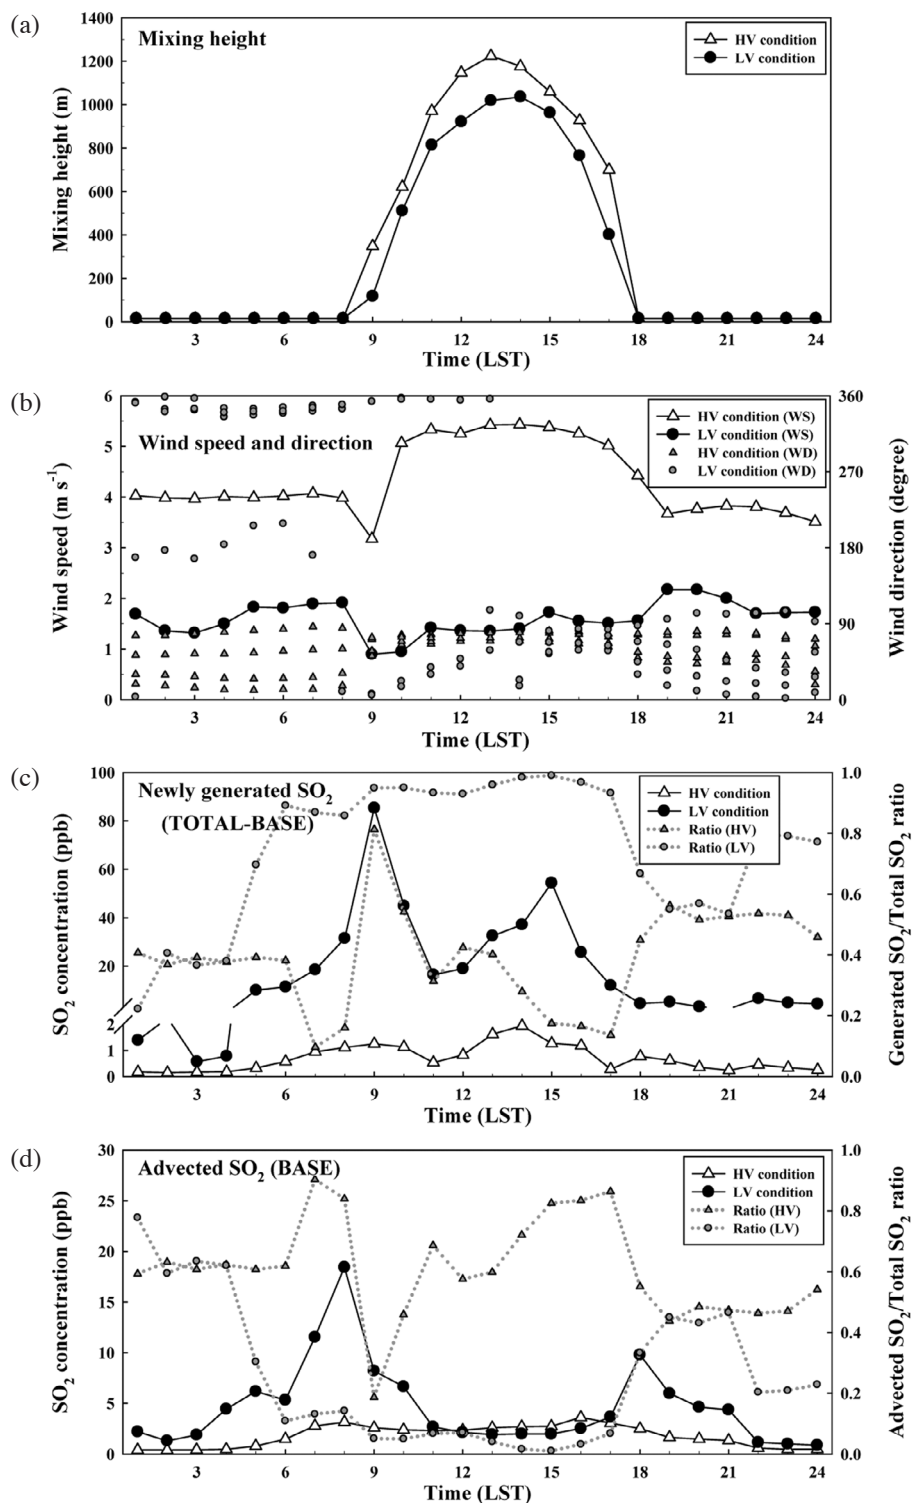 (a)
Mixing height
HV condition
LV condition
1400
1200
1000
800
600
400
200
0
Mixing height (m)
3 6 9 12 15 18 21 24
Time (LST)
(b)
Wind speed and direction
HV condition (WS)
LV condition (WS)
HV condition (WD)
LV condition (WD)
6
5
4
3
2
1
0
Wind speed (m s⁻¹)
360
270
180
90
0
Wind direction (degree)
3 6 9 12 15 18 21 24
Time (LST)
(c)
Newly generated SO₂
(TOTAL-BASE)
HV condition
LV condition
Ratio (HV)
Ratio (LV)
100
80
60
40
20
2
1
0
SO₂ concentration (ppb)
1.0
0.8
0.6
0.4
0.2
0.0
Generated SO₂/Total SO₂ ratio
3 6 9 12 15 18 21 24
Time (LST)
(d)
Advected SO₂ (BASE)
HV condition
LV condition
Ratio (HV)
Ratio (LV)
30
25
20
15
10
5
0
SO₂ concentration (ppb)
1.0
0.8
0.6
0.4
0.2
0.0
Advected SO₂/Total SO₂ ratio
3 6 9 12 15 18 21 24
Time (LST)